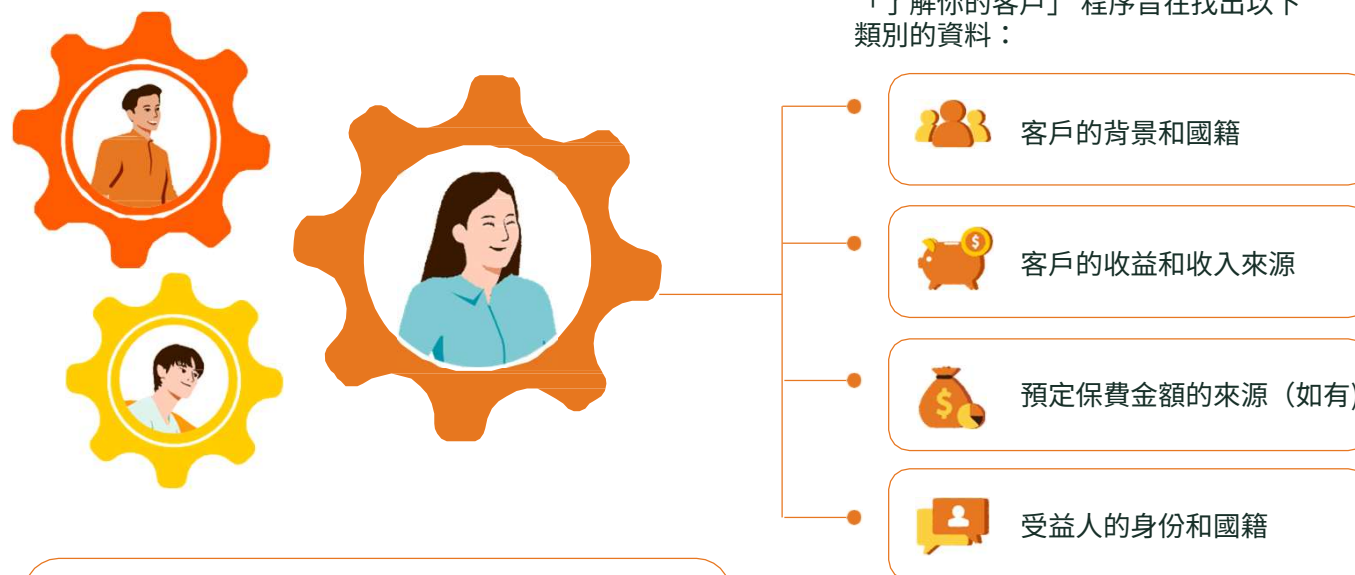 「了解你的客戶」 程序旨在找出以下
類別的資料：
客戶的背景和國籍
客戶的收益和收入來源
預定保費金額的來源（如有)
受益人的身份和國籍